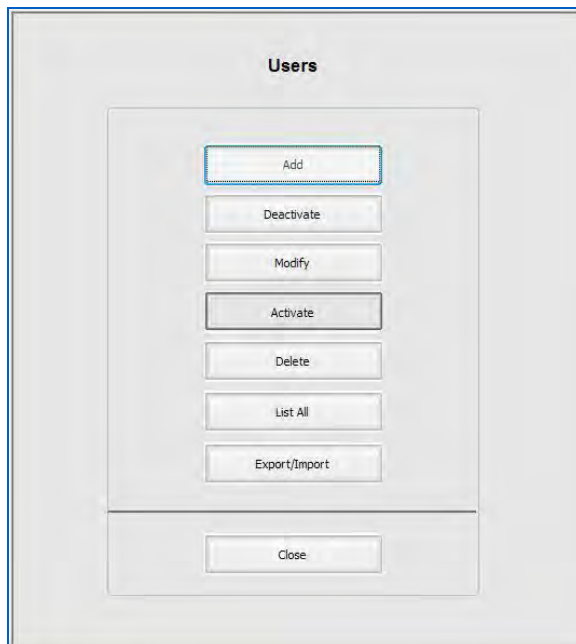 Users
Add
Deactivate
Modify
Activate
Delete
List All
Export/Import
Close